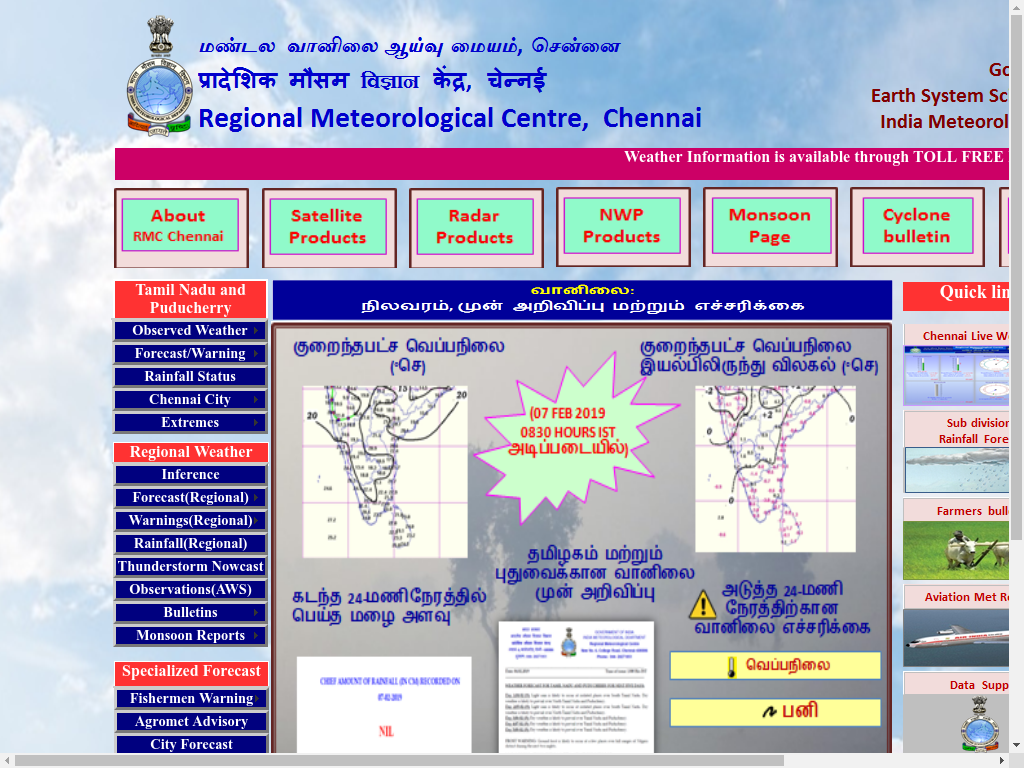 மண்டல வானிலை ஆய்வு மையம், சென்னை
प्रादेशिक मौसम विज्ञान केंद्र, चेन्नई
Regional Meteorological Centre, Chennai
Earth System Sc
India Meteorol
Weather Information is available through TOLL FREE
About
RMC Chennai
Satellite
Products
Radar
Products
NWP
Products
Monsoon
Page
Cyclone
bulletin
Tamil Nadu and
Puducherry
Observed Weather
Forecast/Warning
Rainfall Status
Chennai City
Extremes
Regional Weather
Inference
Forecast(Regional)
Warnings(Regional)
Rainfall(Regional)
Thunderstorm Nowcast
Observations(AWS)
Bulletins
Monsoon Reports
Specialized Forecast
Fishermen Warning
Agromet Advisory
City Forecast
வானிலை:
நிலவரம், முன் அறிவிப்பு மற்றும் எச்சரிக்கை
குறைந்தபட்ச வெப்பநிலை
(°செ)
குறைந்தபட்ச வெப்பநிலை
இயல்பிலிருந்து விலகல் (°செ)
(07 FEB 2019
0830 HOURS IST
அடிப்படையில்)
கடந்த 24-மணிநேரத்தில்
பெய்த மழை அளவு
CHIEF AMOUNT OF RAINFALL (IN CM) RECORDED ON
07-02-2019
NIL
தமிழகம் மற்றும்
புதுவைக்கான வானிலை
முன் அறிவிப்பு
அடுத்த 24-மணி
நேரத்திற்கான
வானிலை எச்சரிக்கை
வெப்பநிலை
பனி
Quick lin
Chennai Live W
Sub division
Rainfall Fore
Farmers bull
Aviation Met R
Data Supp